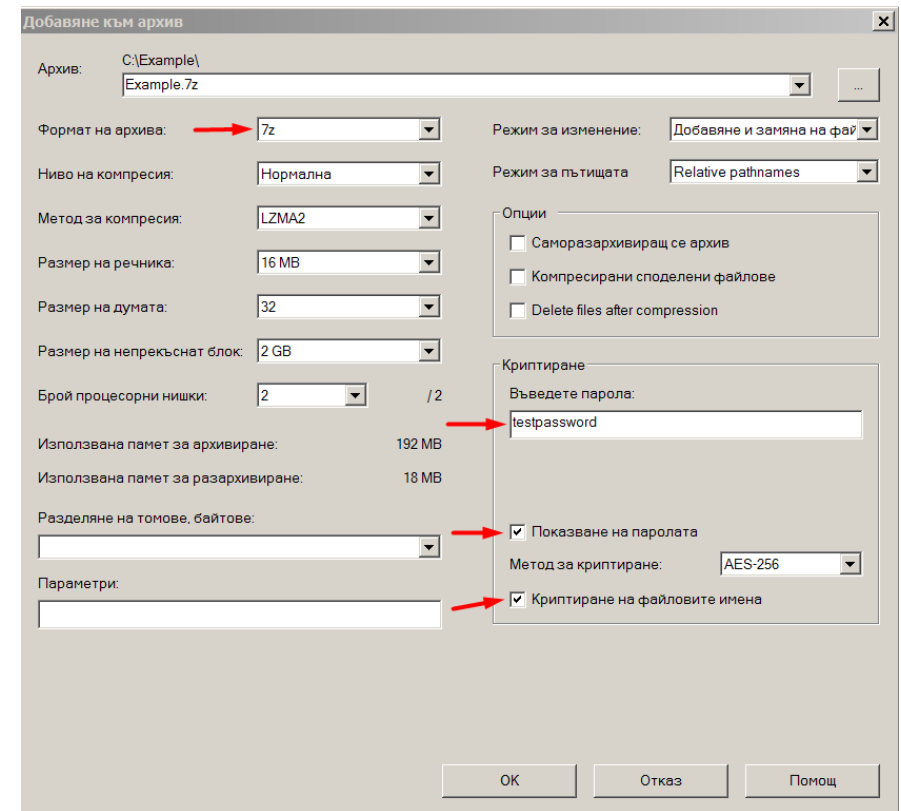 Добавяне към архив
Архив:
C:\Example\
Example.7z
...
Формат на архива:
7z
Ниво на компресия:
Нормална
Метод за компресия:
LZMA2
Размер на речника:
16 MB
Размер на думата:
32
Размер на непрекъснат блок:
2 GB
Брой процесорни нишки:
2
/ 2
Използвана памет за архивиране:
192 MB
Използвана памет за разархивиране:
18 MB
Разделяне на томове, байтове:
Параметри:
Режим за изменение:
Добавяне и замяна на фай
Режим за пътищата
Relative pathnames
Опции
Саморазархивиращ се архив
Компресирани споделени файлове
Delete files after compression
Криптиране
Въведете парола:
testpassword
Показване на паролата
Метод за криптиране:
AES-256
Криптиране на файловите имена
OK
Отказ
Помощ